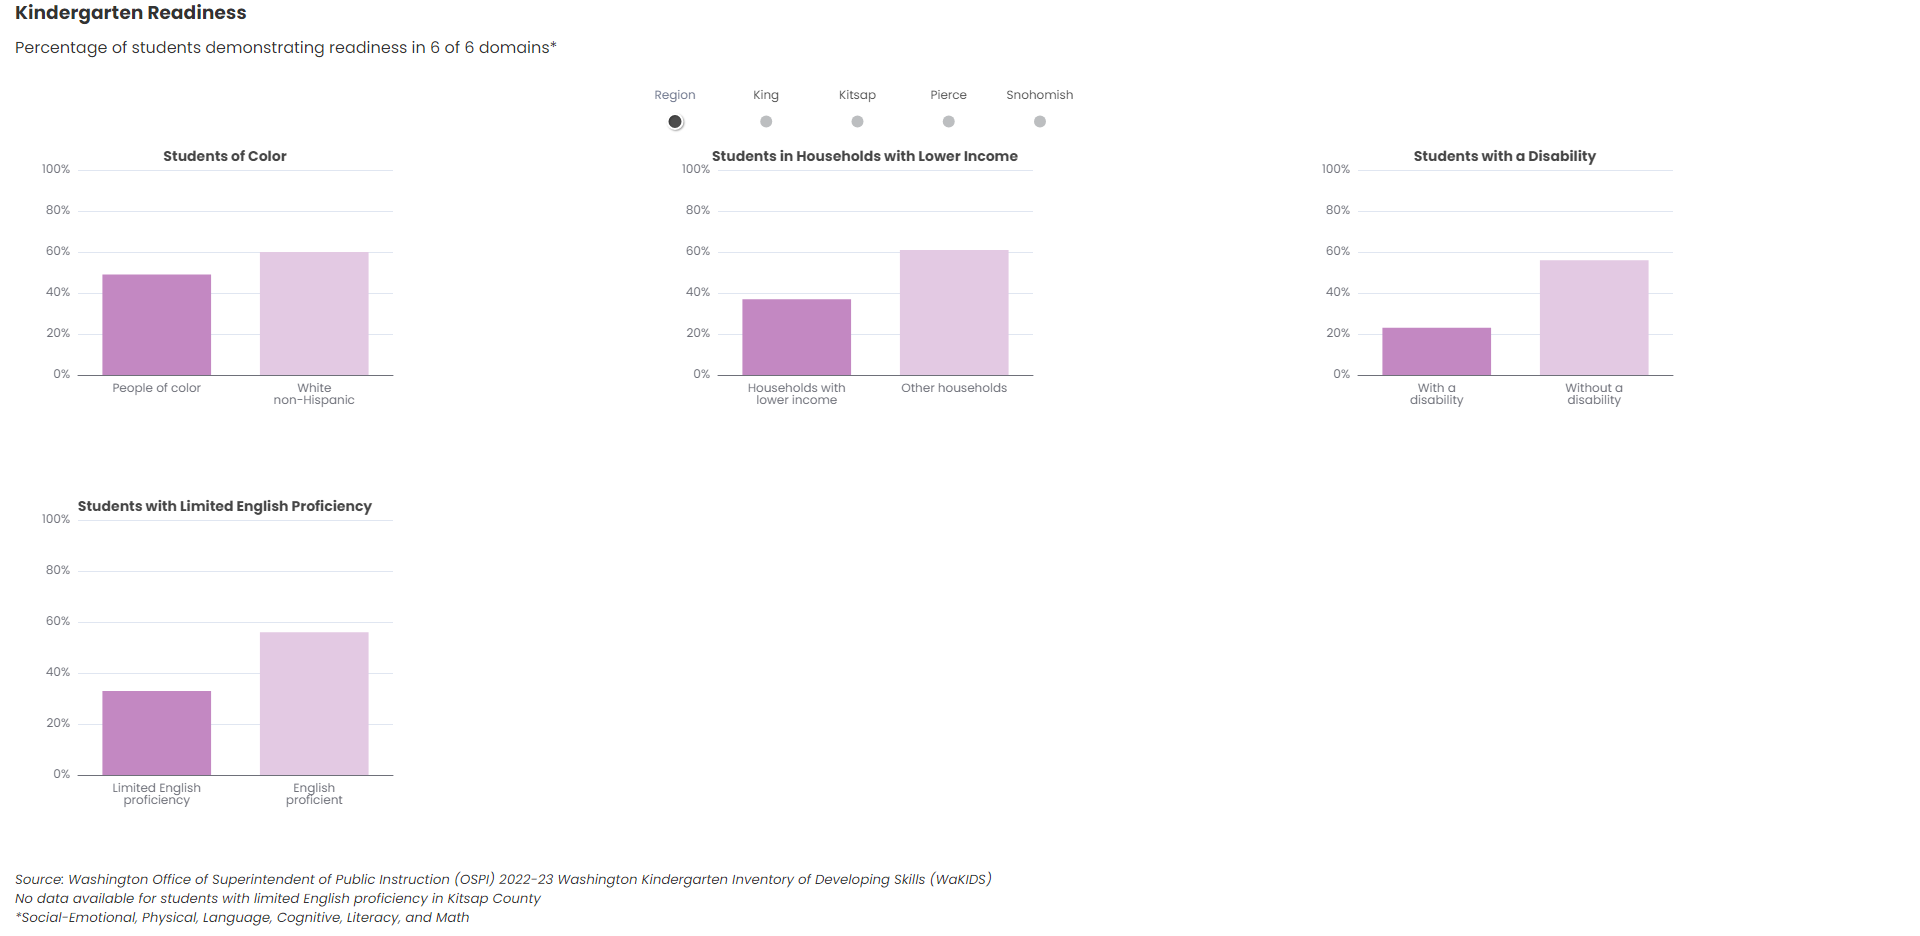 Kindergarten Readiness
Percentage of students demonstrating readiness in 6 of 6 domains*
Region King Kitsap Pierce Snohomish
Students of Color
100%
80%
60%
40%
20%
0%
People of color
White
non-Hispanic
Students in Households with Lower Income
100%
80%
60%
40%
20%
0%
Households with
lower income
Other households
Students with a Disability
100%
80%
60%
40%
20%
0%
With a
disability
Without a
disability
Students with Limited English Proficiency
100%
80%
60%
40%
20%
0%
Limited English
proficiency
English
proficient
Source: Washington Office of Superintendent of Public Instruction (OSPI) 2022-23 Washington Kindergarten Inventory of Developing Skills (WaKIDS)
No data available for students with limited English proficiency in Kitsap County
*Social-Emotional, Physical, Language, Cognitive, Literacy, and Math